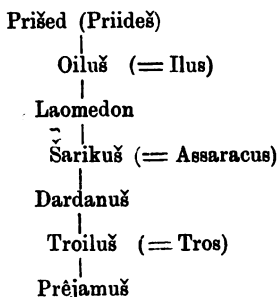 Prišed (Priideš)
Oiluš (= Ilus)
Laomedon
Šarikuš (= Assaracus)
Dardanuš
Troiluš (= Tros)
Prêjamuš